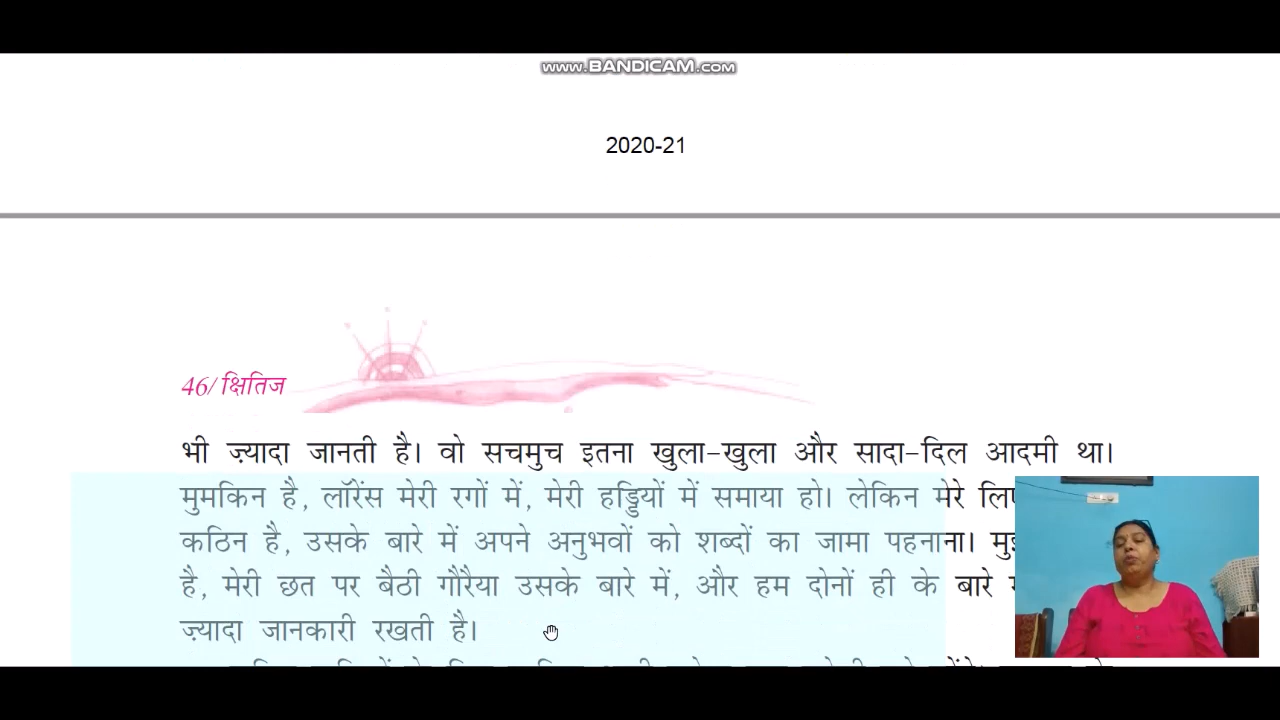 www.BANDICAM.com
2020-21
46/ क्षितिज
भी ज़्यादा जानती है। वो सचमुच इतना खुला-खुला और सादा-दिल आदमी था।
मुमकिन है, लॉरेंस मेरी रगों में, मेरी हड्डियों में समाया हो। लेकिन मेरे
कठिन है, उसके बारे में अपने अनुभवों को शब्दों का जामा पहनाना।
है, मेरी छत पर बैठी गौरैया उसके बारे में, और हम दोनों ही के बारे
ज़्यादा जानकारी रखती है।